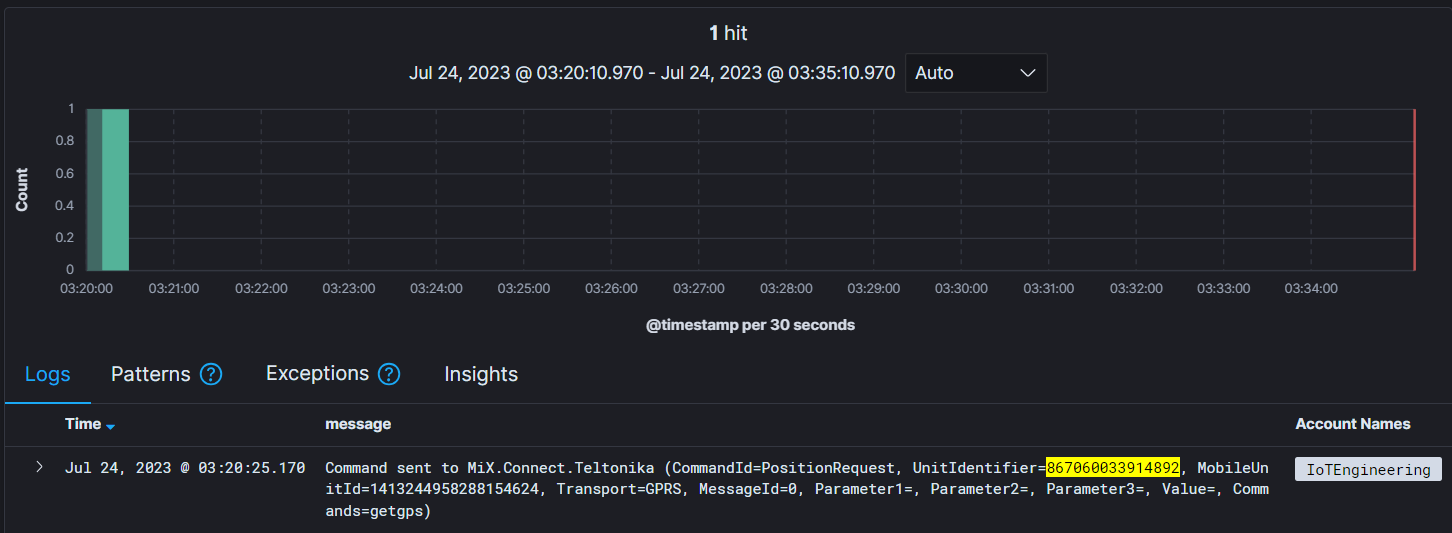 1 hit
Jul 24, 2023 @ 03:20:10.970 - Jul 24, 2023 @ 03:35:10.970 Auto
1
0.8
0.6
0.4
0.2
0
Count
03:20:00 03:21:00 03:22:00 03:23:00 03:24:00 03:25:00 03:26:00 03:27:00 03:28:00 03:29:00 03:30:00 03:31:00 03:32:00 03:33:00 03:34:00
@timestamp per 30 seconds
Logs Patterns ? Exceptions ? Insights
Time message Account Names
Jul 24, 2023 @ 03:20:25.170 Command sent to MiX.Connect.Teltonika (CommandId=PositionRequest, UnitIdentifier=867060033914892, MobileUn IoTEngineering
itId=1413244958288154624, Transport=GPRS, MessageId=0, Parameter1=, Parameter2=, Parameter3=, Value=, Comm
ands=getgps)